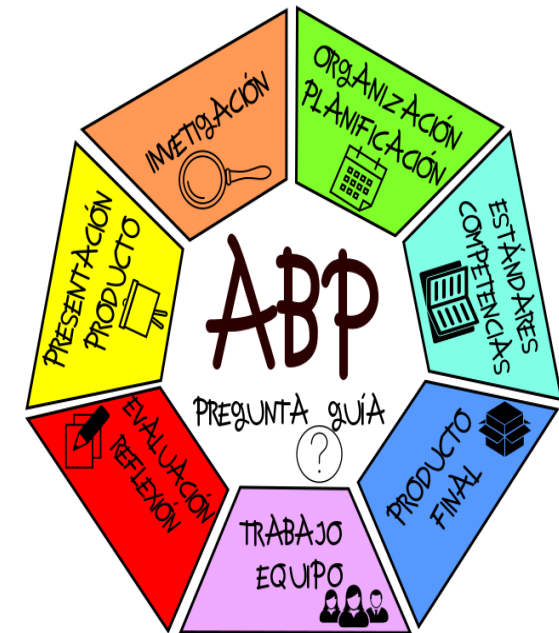 INVETIGACIÓN
ORGANIZACIÓN
PLANIFICACIÓN
ESTÁNDARES
COMPETENCIAS
PRODUCTO
FINAL
TRABAJO
EQUIPO
EVALUACIÓN
REFLEXIÓN
PRESENTACIÓN
PRODUCTO
ABP
PREGUNTA GUÍA
?